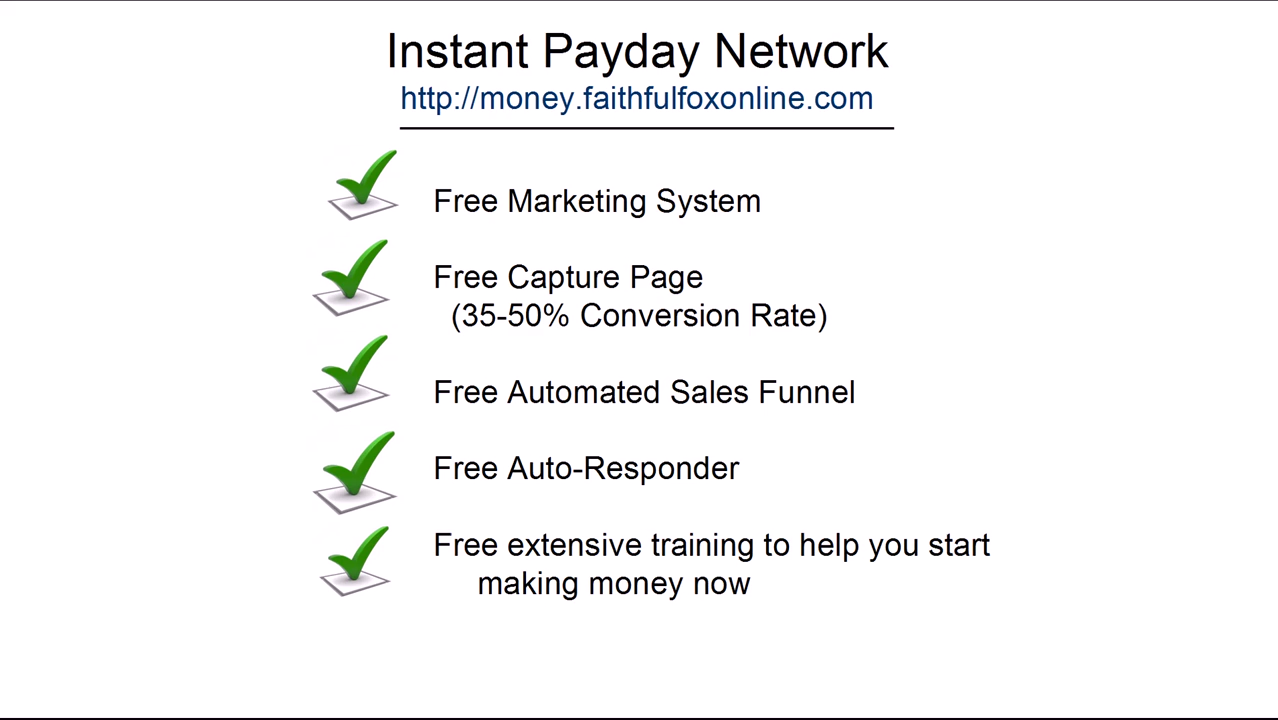 Instant Payday Network
http://money.faithfulfoxonline.com
Free Marketing System
Free Capture Page
(35-50% Conversion Rate)
Free Automated Sales Funnel
Free Auto-Responder
Free extensive training to help you start
making money now